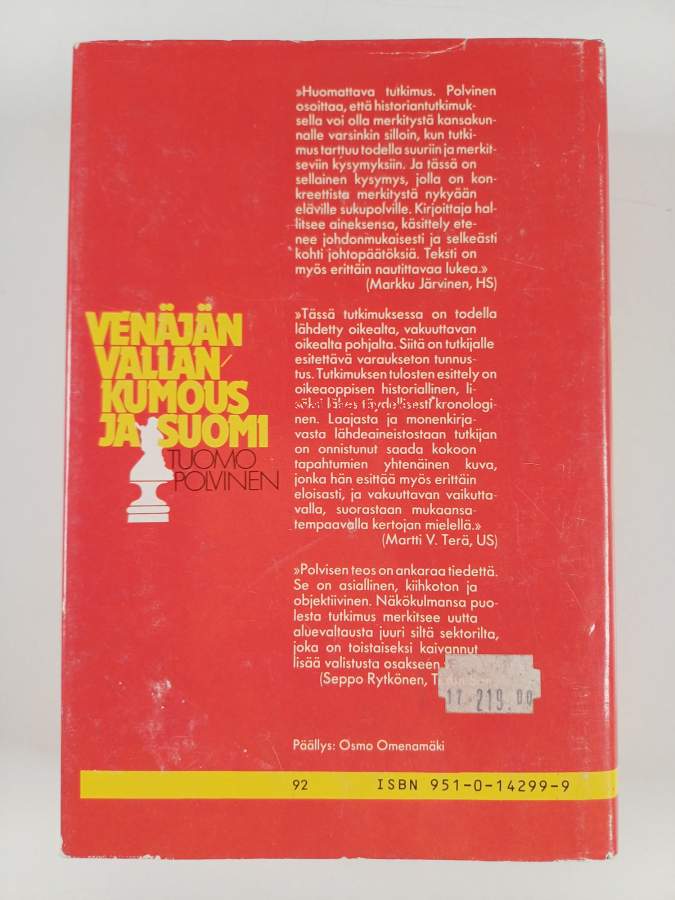 »Huomattava tutkimus. Polvinen
osoittaa, että historiantutkimuk-
sella voi olla merkitystä kansakun-
nalle varsinkin silloin, kun tutki-
mus tarttuu todella suuriin ja merkit-
seviin kysymyksiin. Ja tässä on
sellainen kysymys, jolla on kon-
kreettista merkitystä nykyään
eläville sukupolville. Kirjoittaja hal-
litsee aineksensa, käsittely ete-
nee johdonmukaisesti ja selkeästi
kohti johtopäätöksiä. Teksti on
myös erittäin nautittavaa lukea.»
(Markku Järvinen, HS)
»Tässä tutkimuksessa on todella
lähdetty oikealta, vakuuttavan
oikealta pohjalta. Siitä on tutkijalle
esitettävä varaukseton tunnus-
tus. Tutkimuksen tulosten esittely on
oikeaoppisen historiallinen, li-
säksi lähes täydellisesti kronologi-
nen. Laajasta ja monenkirja-
vasta lähdeaineistostaan tutkijan
on onnistunut saada kokoon
tapahtumien yhtenäinen kuva,
jonka hän esittää myös erittäin
eloisasti, ja vakuuttavan vaikutta-
valla, suorastaan mukaansa-
tempaavalla kertojan mielellä.»
(Martti V. Terä, US)
»Polvisen teos on ankaraa tiedettä.
Se on asiallinen, kiihkoton ja
objektiivinen. Näkökulmansa puo-
lesta tutkimus merkitsee uutta
aluevaltausta juuri siltä sektorilta,
joka on toistaiseksi kaivannut
lisää valistusta osakseen
(Seppo Rytkönen,
17 219.00
VENÄJÄN
VALLAN/
KUMOUS
JA SUOMI
TUOMO
POLVINEN
Päällys: Osmo Omenamäki
92 ISBN 951-0-14299-9